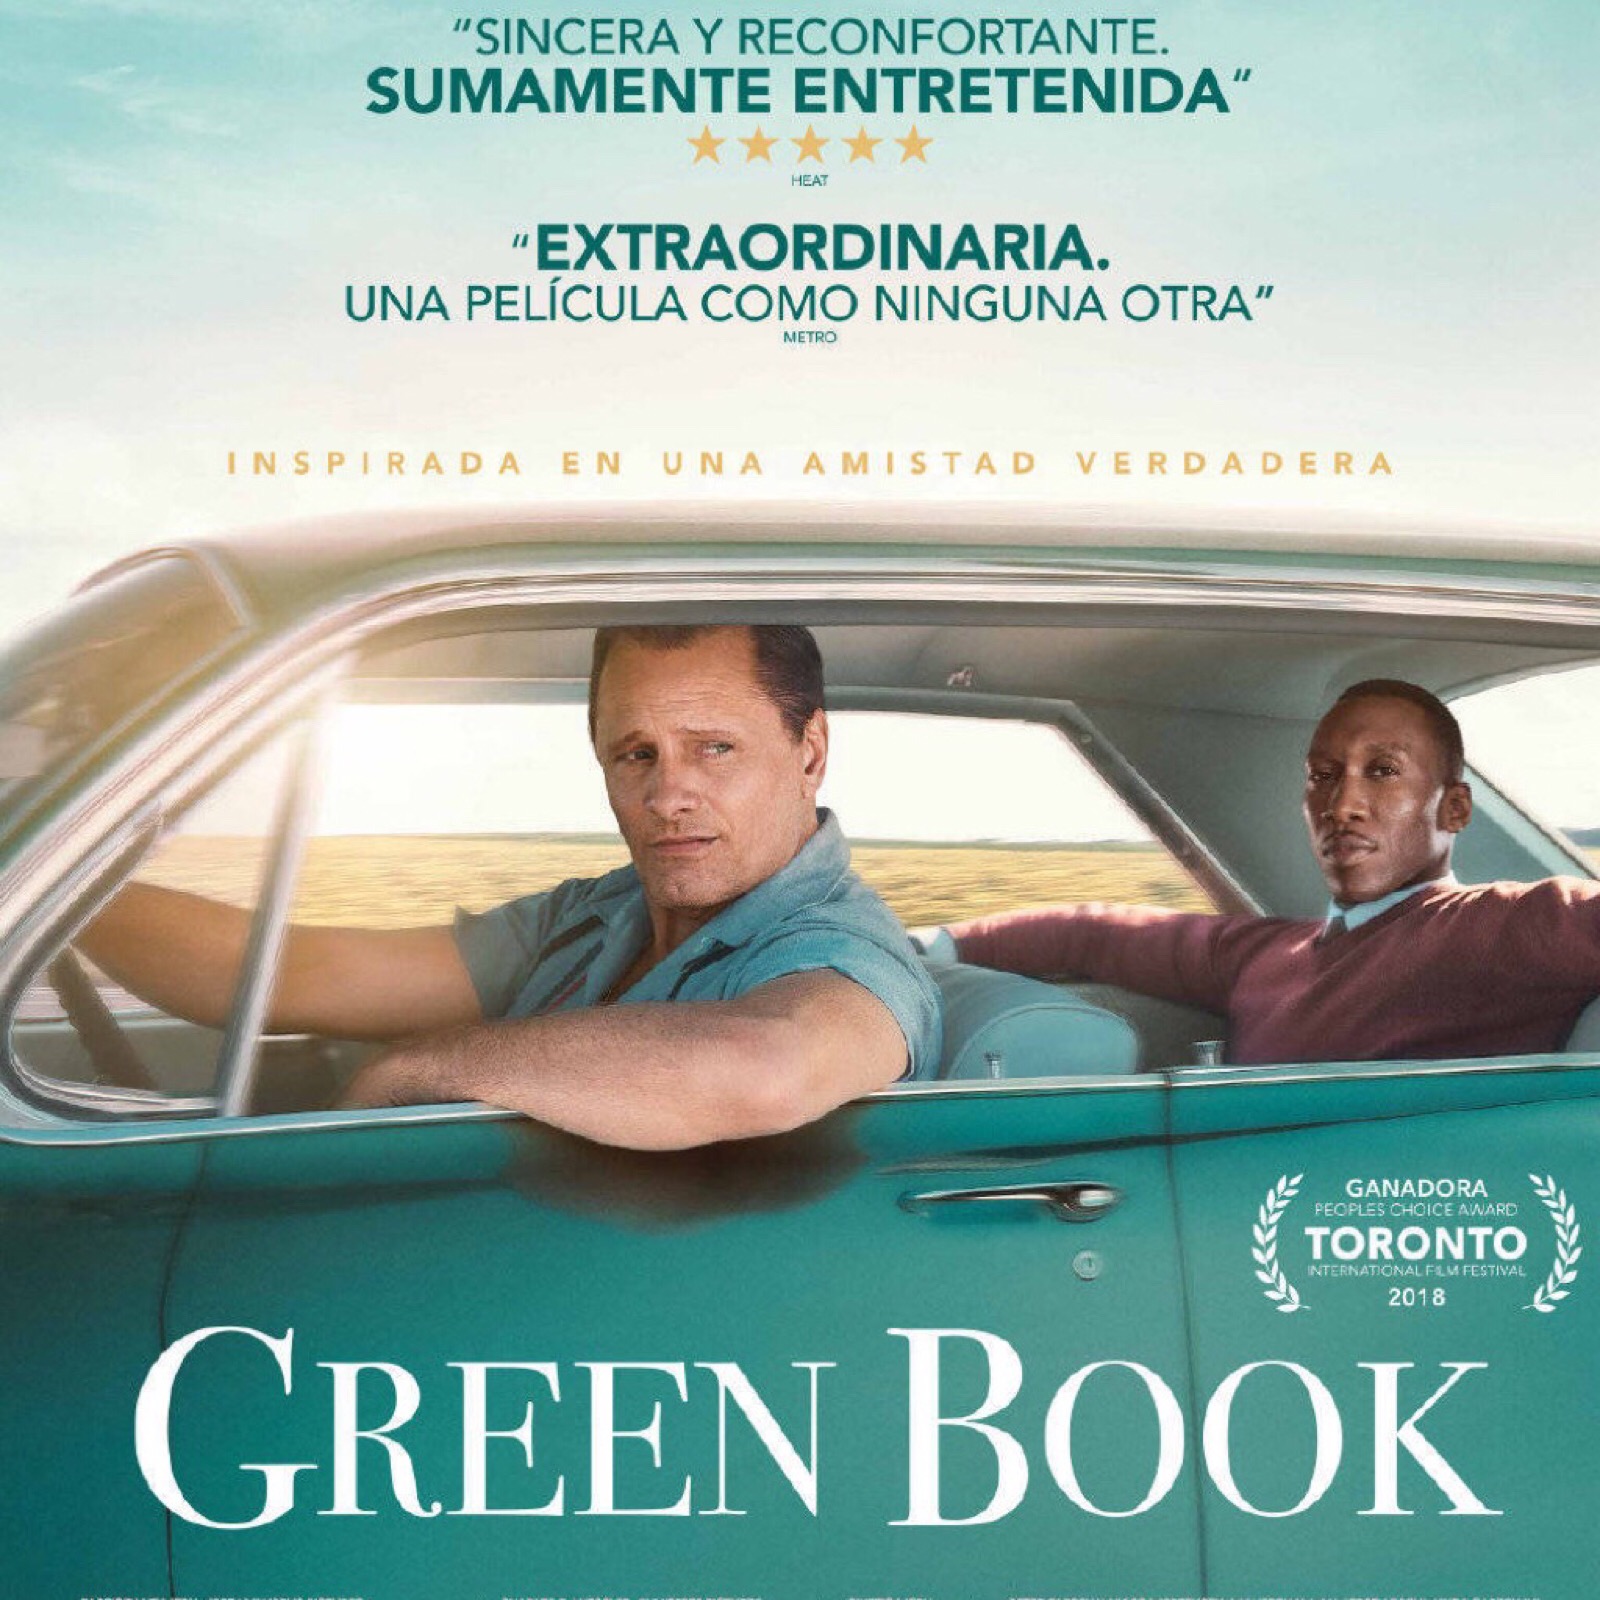 “SINCERA Y RECONFORTANTE.
SUMAMENTE ENTRETENIDA”
HEAT
“EXTRAORDINARIA.
UNA PELÍCULA COMO NINGUNA OTRA”
METRO
INSPIRADA EN UNA AMISTAD VERDADERA
GANADORA
PEOPLES CHOICE AWARD
TORONTO
INTERNATIONAL FILM FESTIVAL
2018
GREEN BOOK